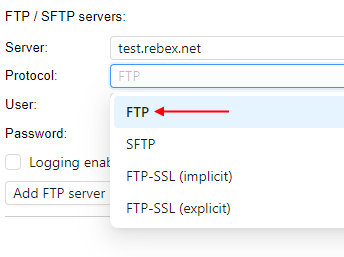 FTP / SFTP servers:
Server: test.rebex.net
Protocol: FTP
User:
FTP
SFTP
Password:
Logging enab
FTP-SSL (implicit)
Add FTP server
FTP-SSL (explicit)